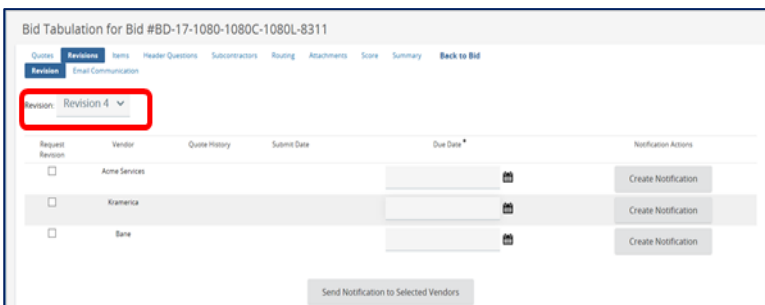 Bid Tabulation for Bid #BD-17-1080-1080C-1080L-8311
Quotes Revisions Items Header Questions Subcontractors Routing Attachments Score Summary Back to Bid
Revision Email Communication
Revision: Revision 4
Request Revision Vendor Quote History Submit Date Due Date * Notification Actions
Acme Services Create Notification
Kramerica Create Notification
Bane Create Notification
Send Notification to Selected Vendors